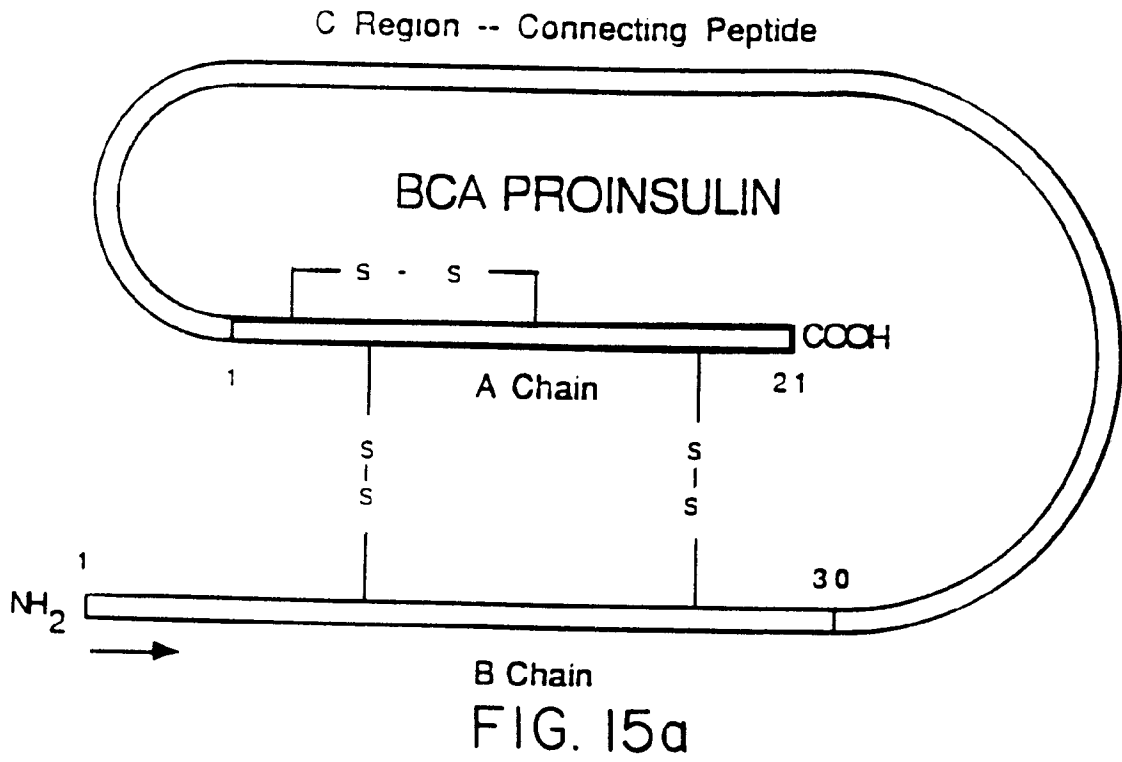 C Region -- Connecting Peptide
BCA PROINSULIN
S - S
COOH
1
A Chain
21
S
|
S
S
|
S
1
30
NH2
B Chain
FIG. 15a